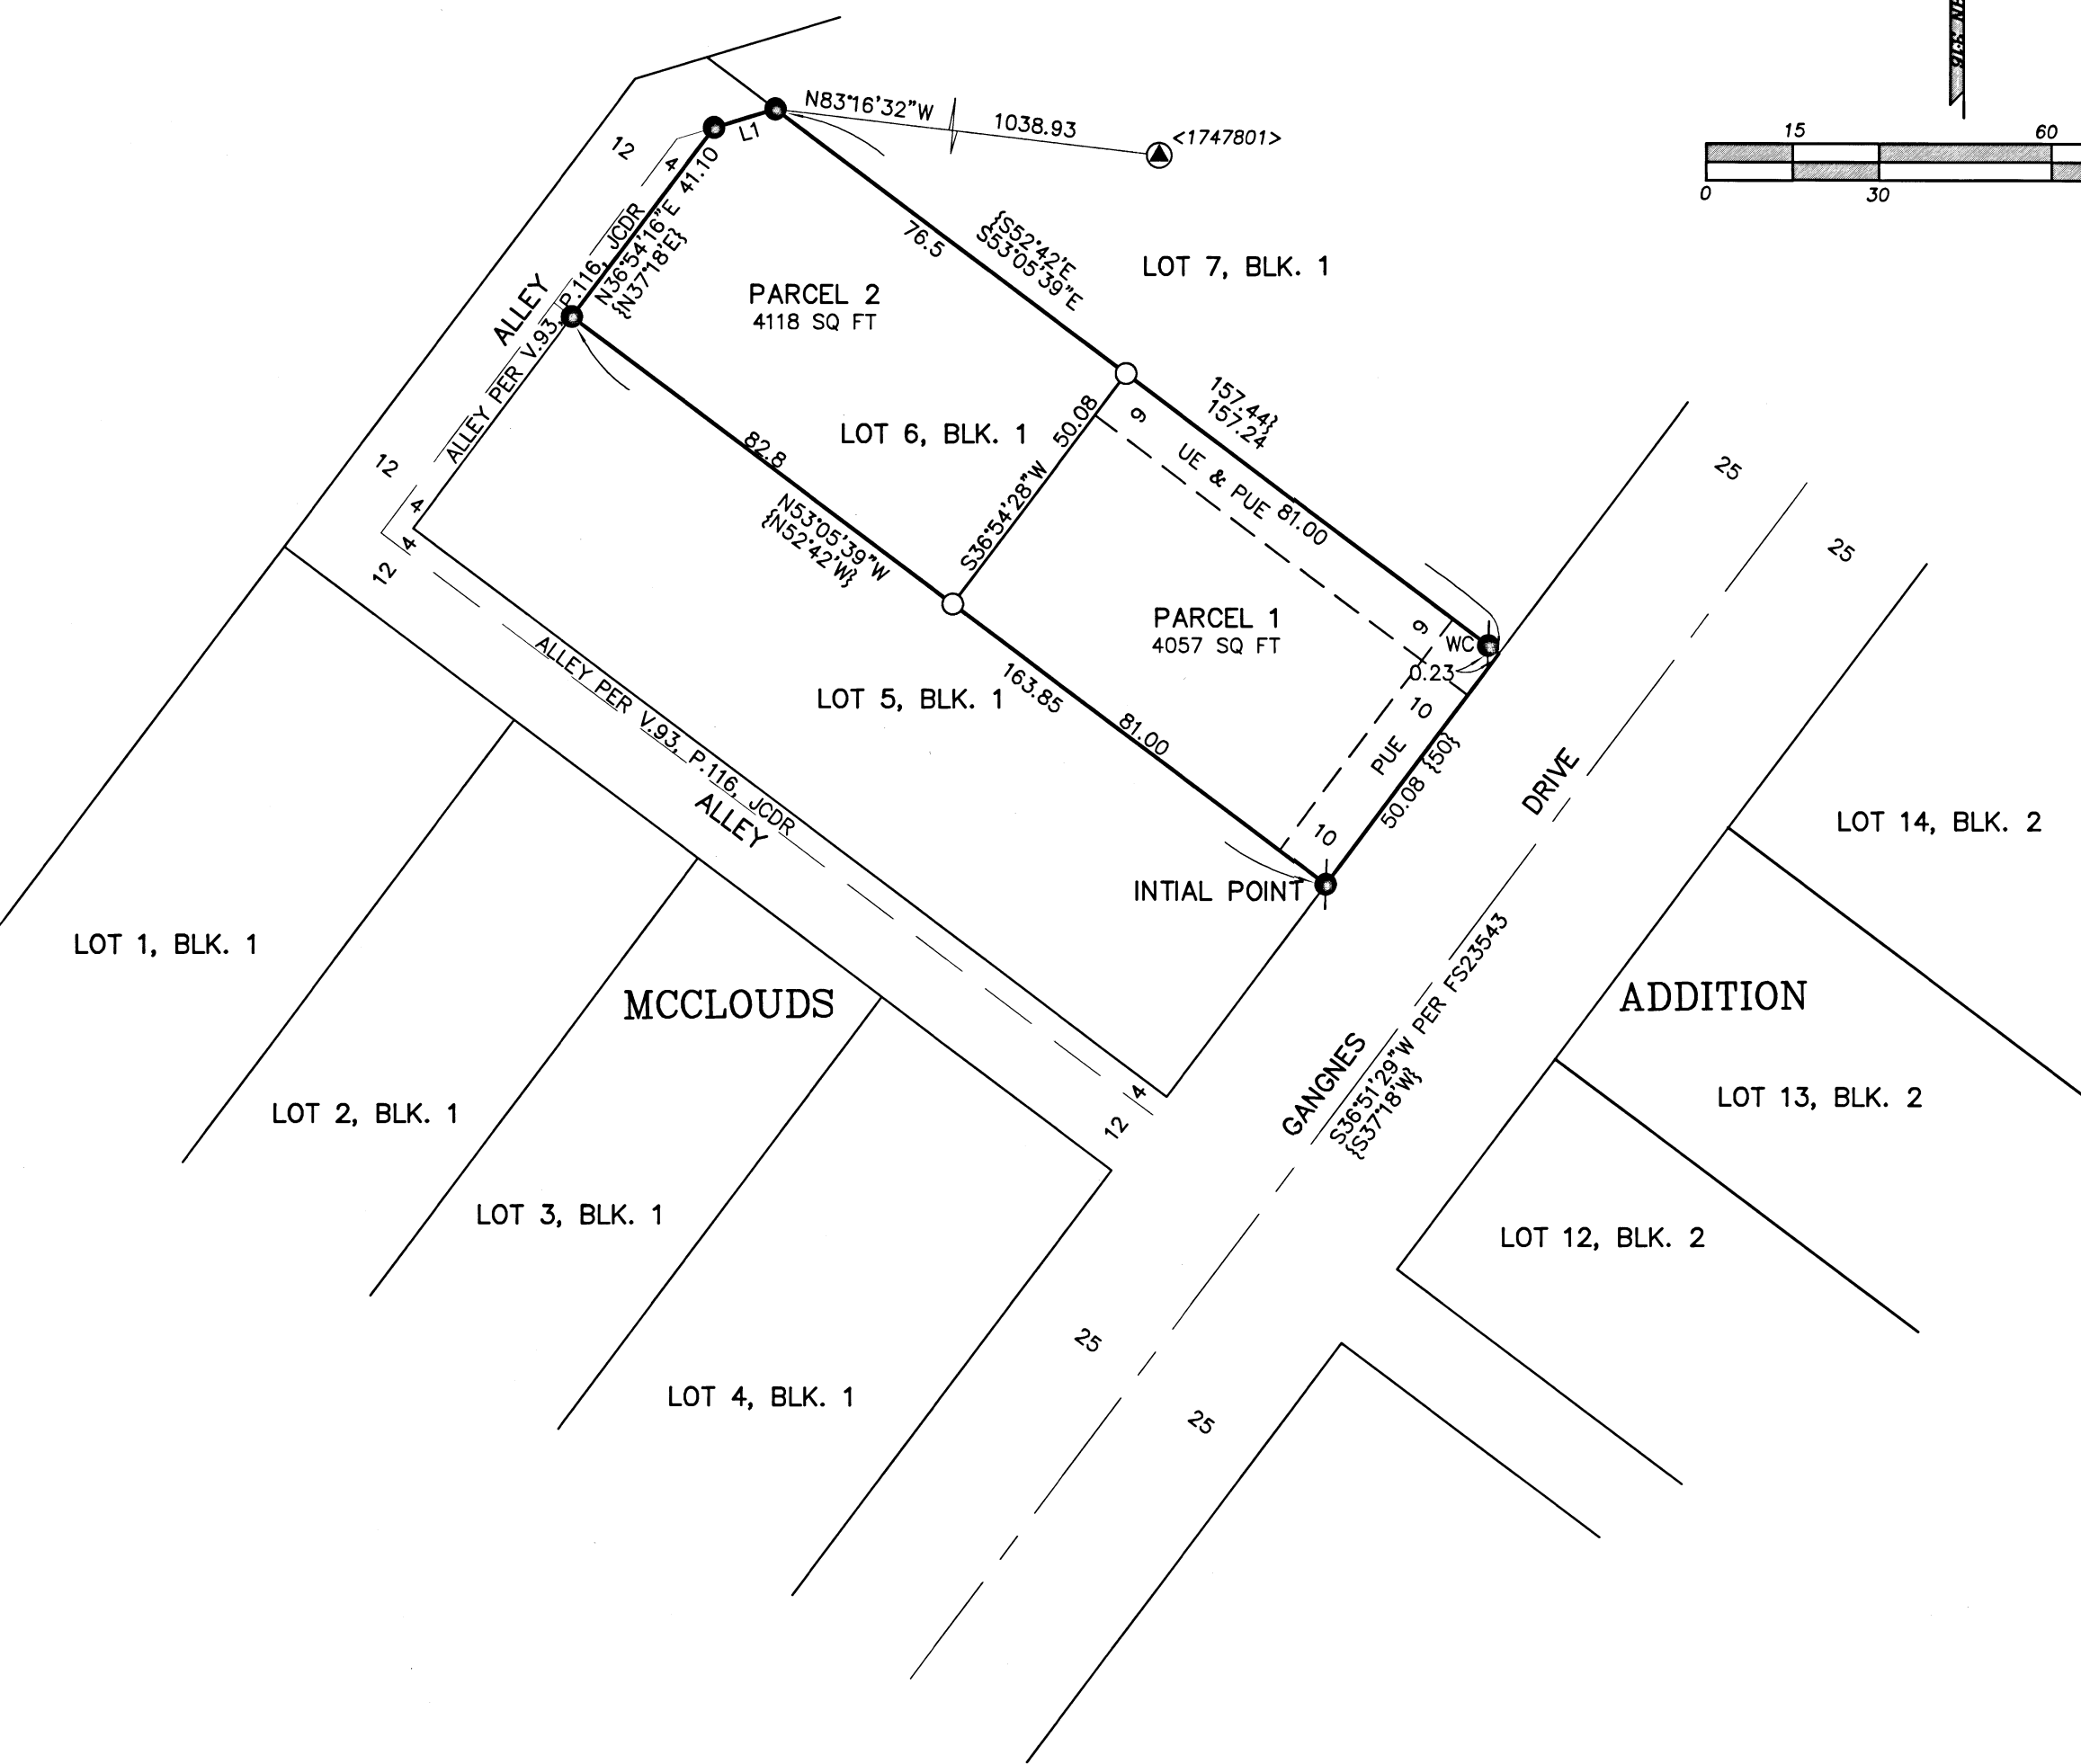 15
60
0
30
N83°16'32"W
1038.93
<1747801>
L1
12
4
N36°54'16"E 41.10
{N37°18'E}
ALLEY
ALLEY PER V.93, P.116, JCDR
76.5
{S52°42'E
S53°05'39"E
157.44}
157.24
LOT 7, BLK. 1
PARCEL 2
4118 SQ FT
LOT 6, BLK. 1
82.8
N53°05'39"W
{N52°42'W}
50.08
S36°54'28"W
9
UE & PUE
81.00
9
WC
0.23
PARCEL 1
4057 SQ FT
10
PUE
10
50.08 {50}
163.85
81.00
LOT 5, BLK. 1
INTIAL POINT
12
4
4
12
ALLEY PER V.93, P.116, JCDR
ALLEY
4
12
25
25
GANGNES
DRIVE
S36°51'29"W PER FS23543
{S37°18'W}
LOT 14, BLK. 2
MCCLOUDS
ADDITION
LOT 13, BLK. 2
LOT 12, BLK. 2
LOT 1, BLK. 1
LOT 2, BLK. 1
LOT 3, BLK. 1
LOT 4, BLK. 1
25
25